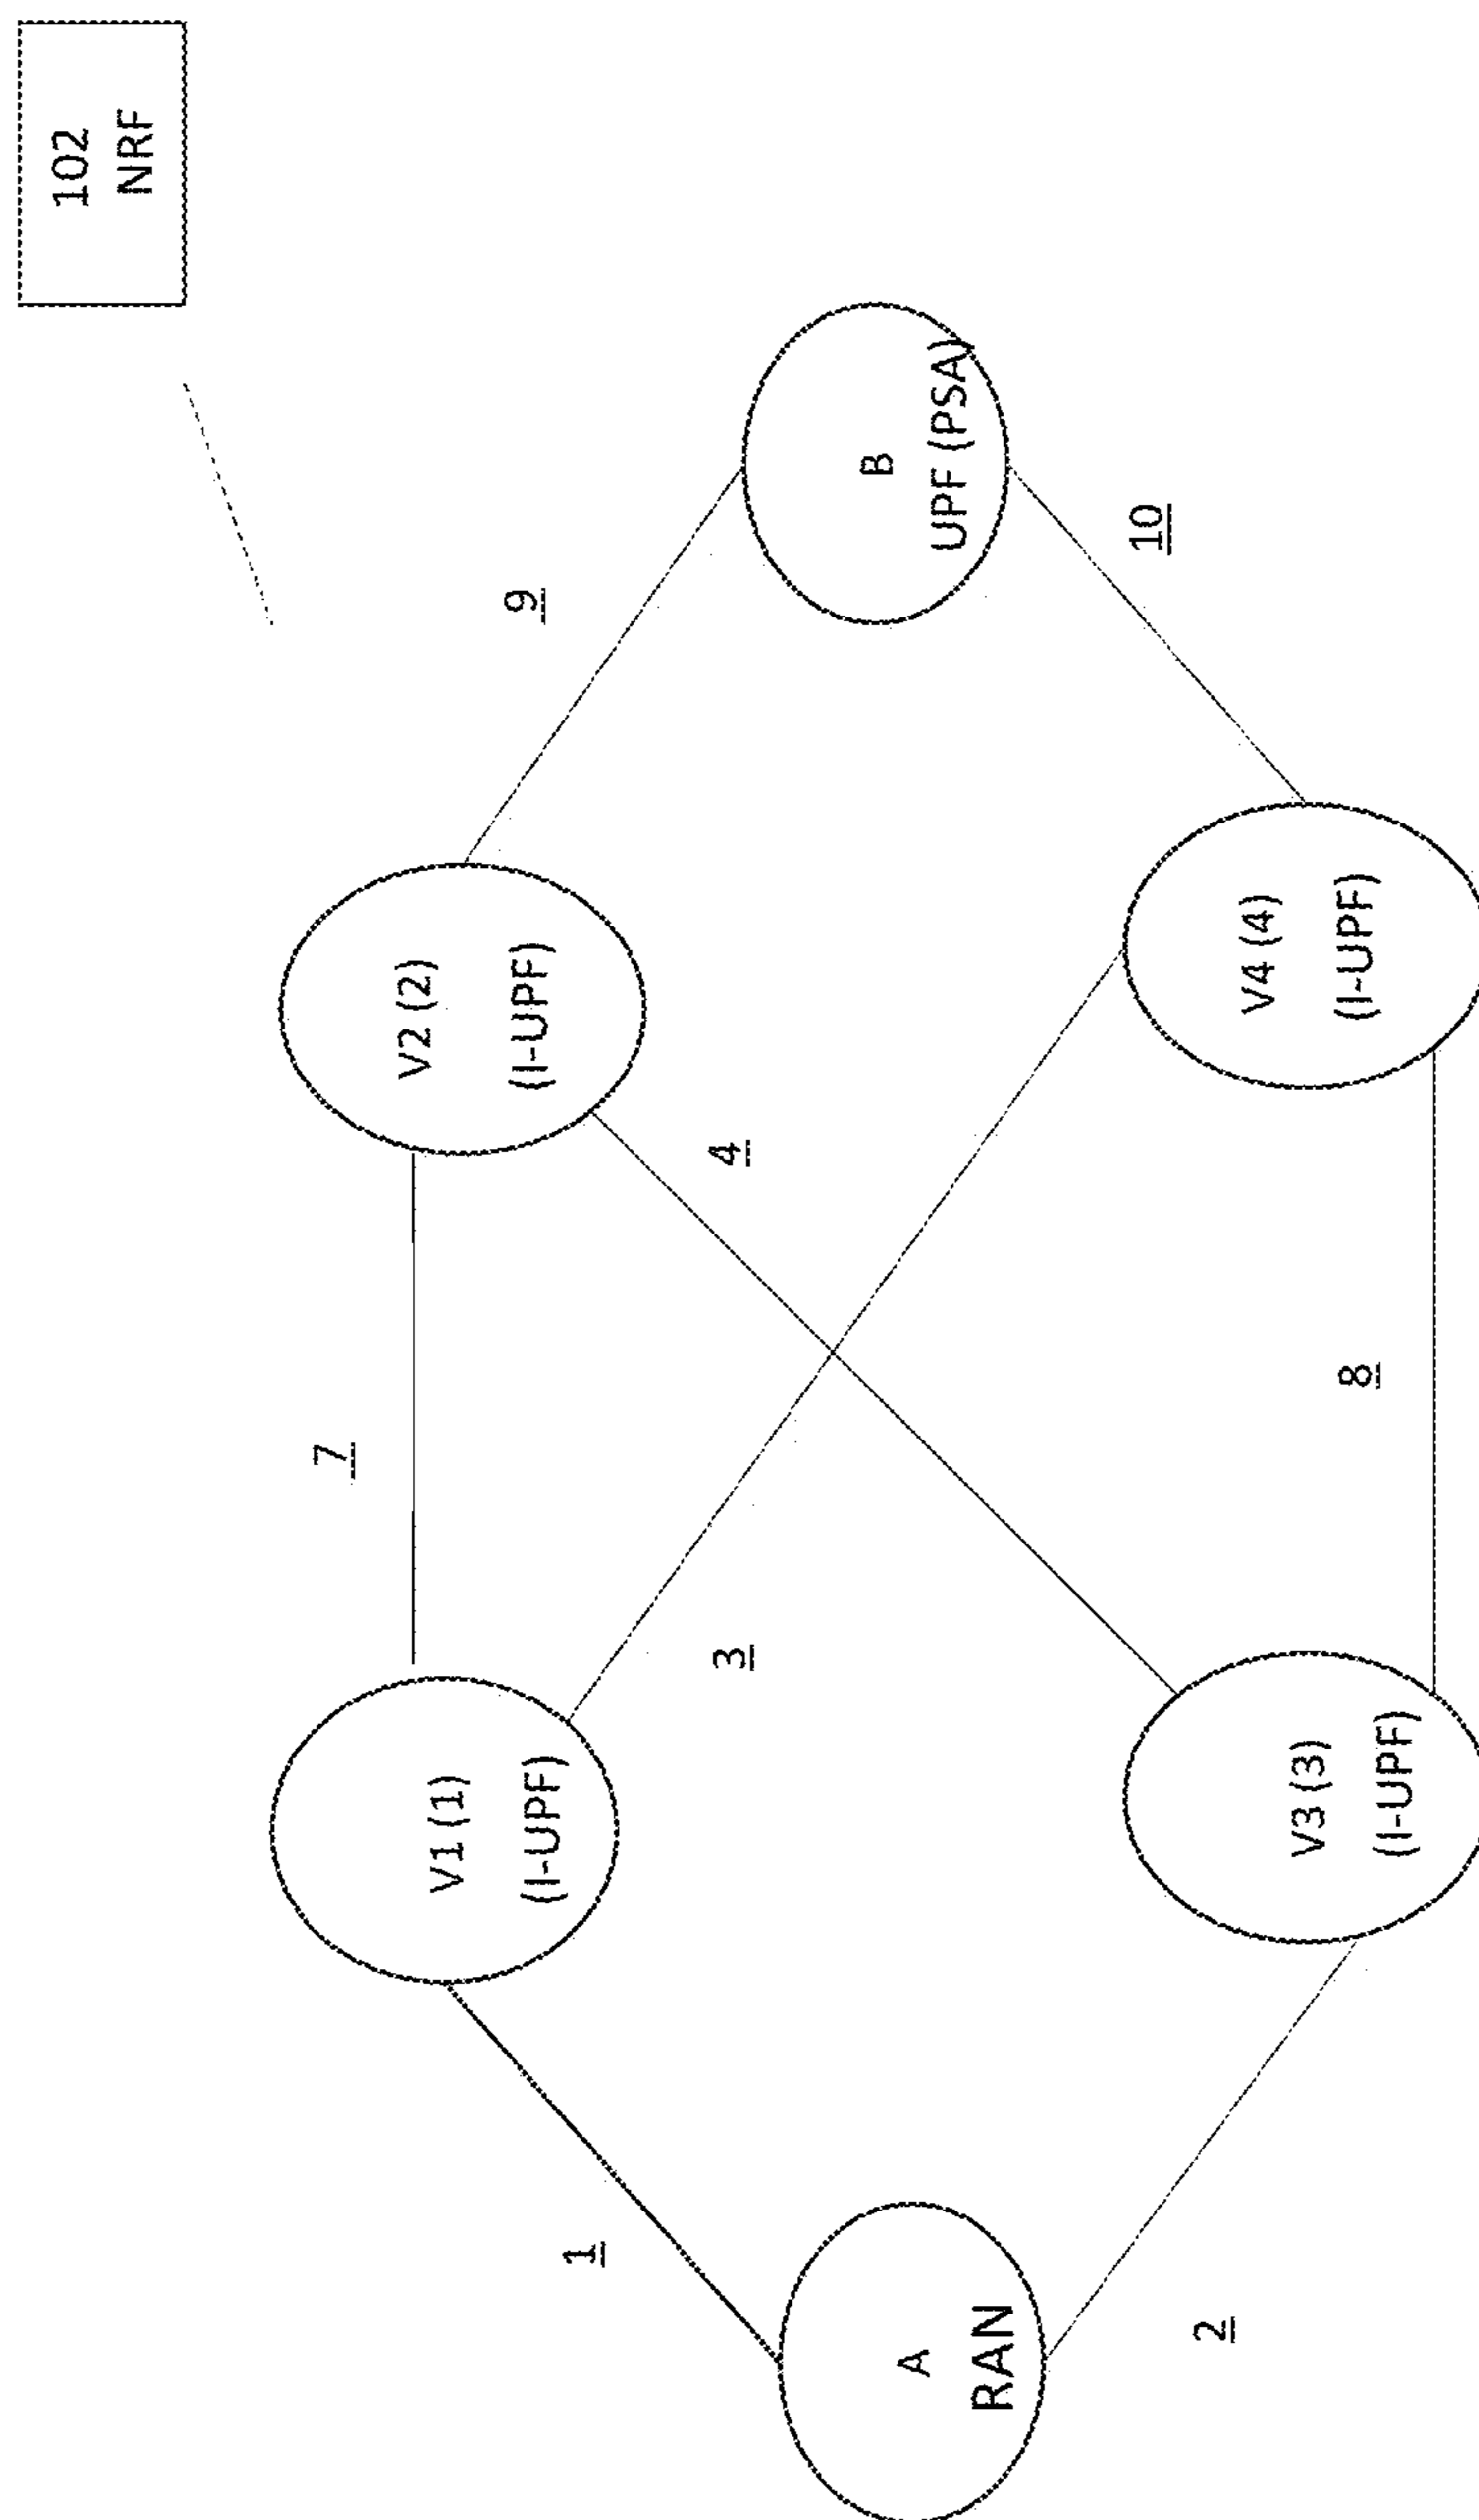 102
NRF
V1 (1)
(I-UPF)
7
V2 (2)
(I-UPF)
9
1
3
4
A
RAN
B
UPF (PSA)
2
10
V3 (3)
(I-UPF)
8
V4 (4)
(I-UPF)